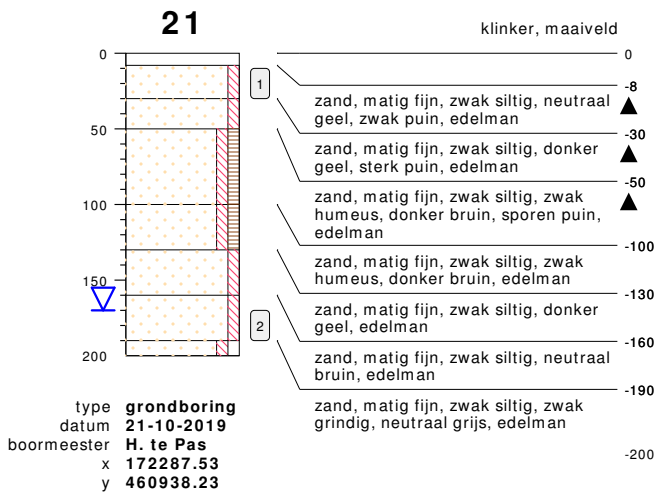 21
klinker, maaiveld
0
0
-8
1
zand, matig fijn, zwak siltig, neutraal
geel, zwak puin, edelman
-30
zand, matig fijn, zwak siltig, donker
geel, sterk puin, edelman
50
-50
zand, matig fijn, zwak siltig, zwak
humeus, donker bruin, sporen puin,
edelman
100
-100
zand, matig fijn, zwak siltig, zwak
humeus, donker bruin, edelman
150
-130
zand, matig fijn, zwak siltig, donker
geel, edelman
2
-160
zand, matig fijn, zwak siltig, neutraal
bruin, edelman
200
-190
zand, matig fijn, zwak siltig, zwak
grindig, neutraal grijs, edelman
-200
type grondboring
datum 21-10-2019
boormeester H. te Pas
x 172287.53
y 460938.23